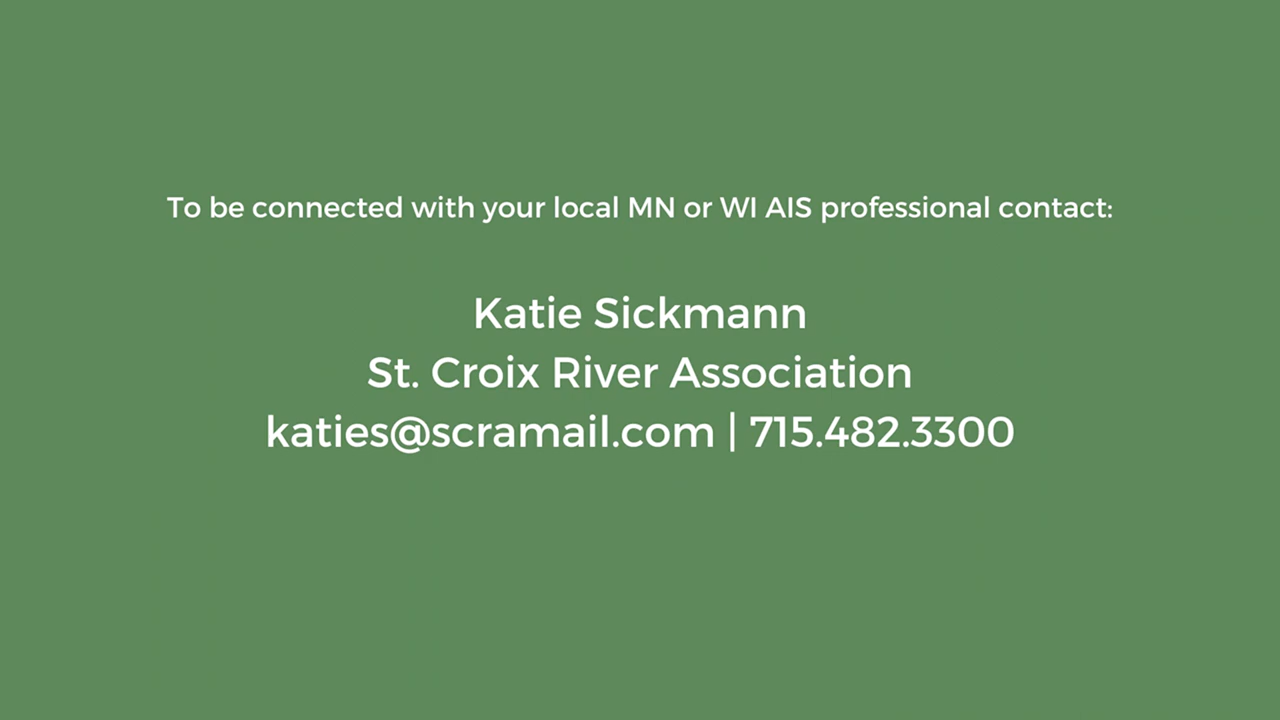 To be connected with your local MN or WI AIS professional contact:
Katie Sickmann
St. Croix River Association
katies@scramail.com | 715.482.3300